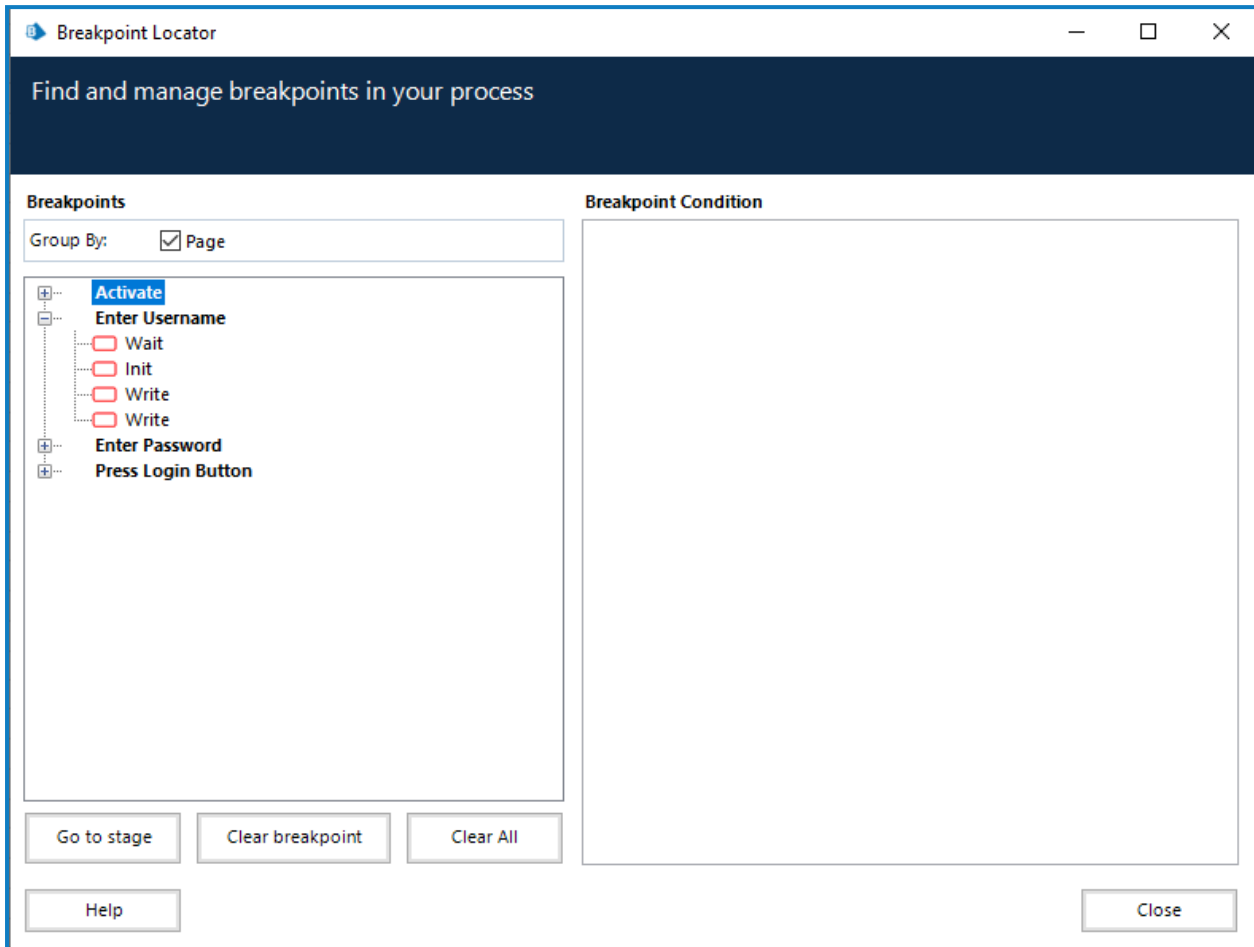 Breakpoint Locator
Find and manage breakpoints in your process
Breakpoints
Group By: Page
Activate
Enter Username
Wait
Init
Write
Write
Enter Password
Press Login Button
Go to stage Clear breakpoint Clear All
Help
Breakpoint Condition
Close